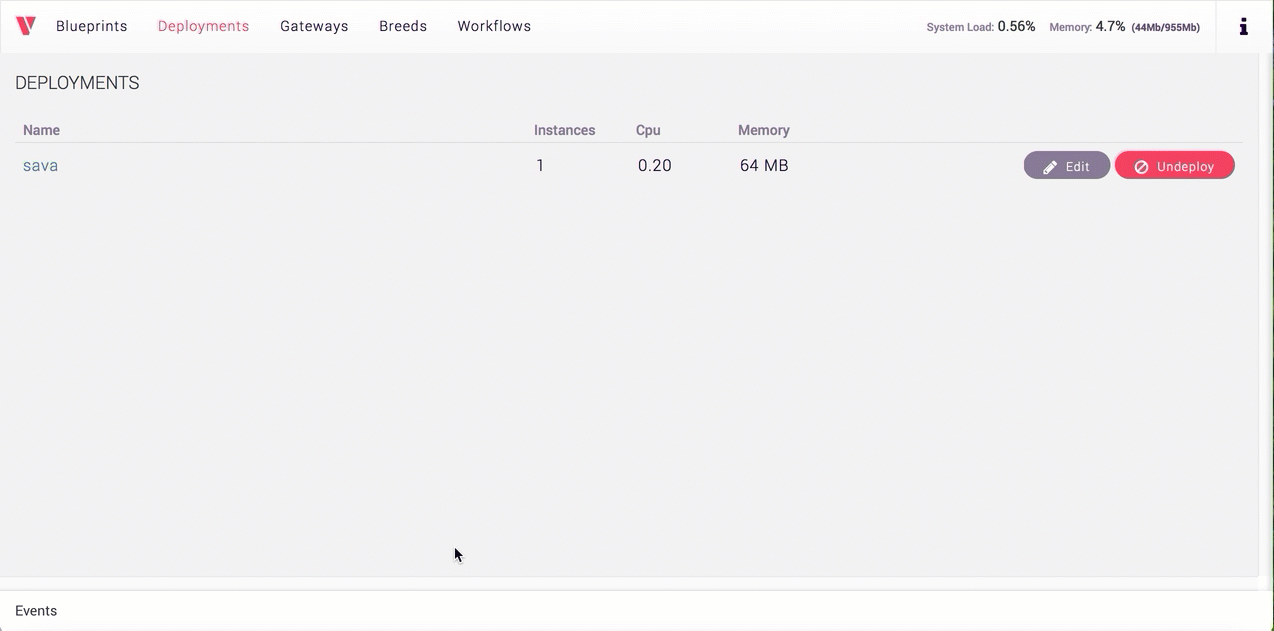 Blueprints Deployments Gateways Breeds Workflows System Load: 0.56% Memory: 4.7% (44Mb/955Mb)
DEPLOYMENTS
Name Instances Cpu Memory
sava 1 0.20 64 MB Edit Undeploy
Events